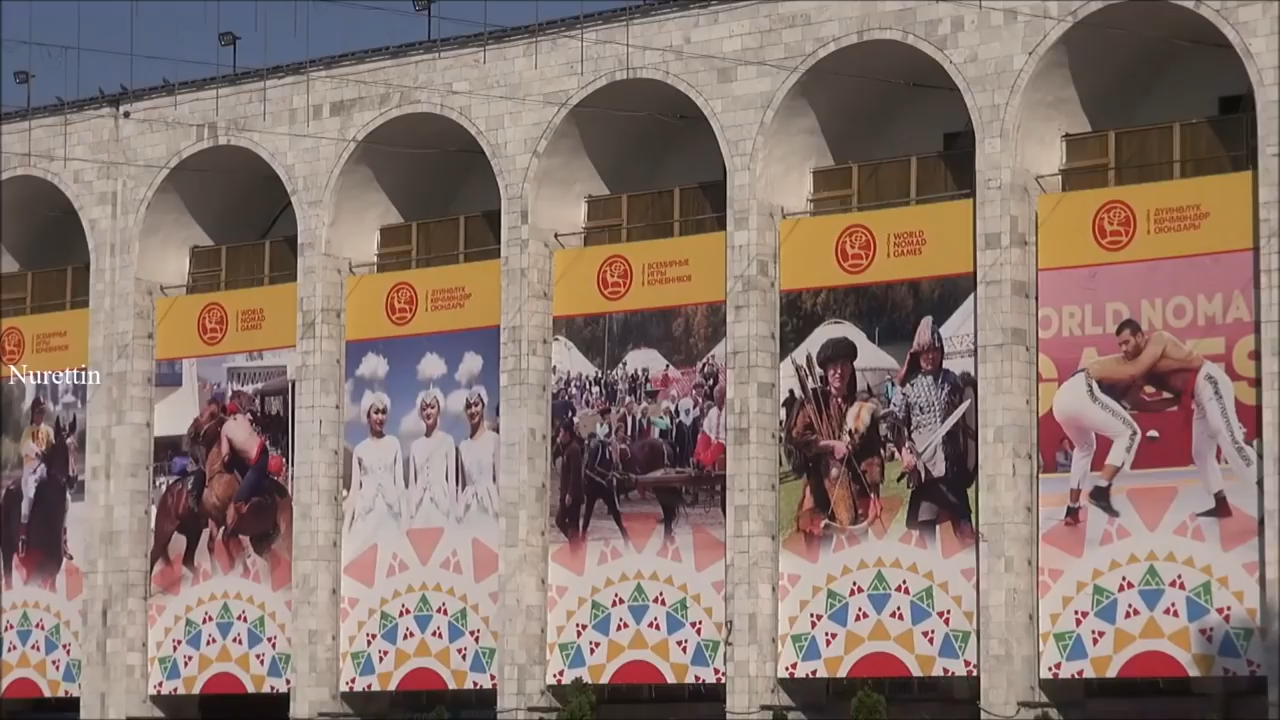 ВСЕМИРНЫЕ
ИГРЫ
КОЧЕВНИКОВ
Nurettin
WORLD
NOMAD
GAMES
ДҮЙНӨЛҮК
КӨЧМӨНДӨР
ОЮНДАРЫ
ВСЕМИРНЫЕ
ИГРЫ
КОЧЕВНИКОВ
WORLD
NOMAD
GAMES
ДҮЙНӨЛҮК
КӨЧМӨНДӨР
ОЮНДАРЫ
ORLD NOMA